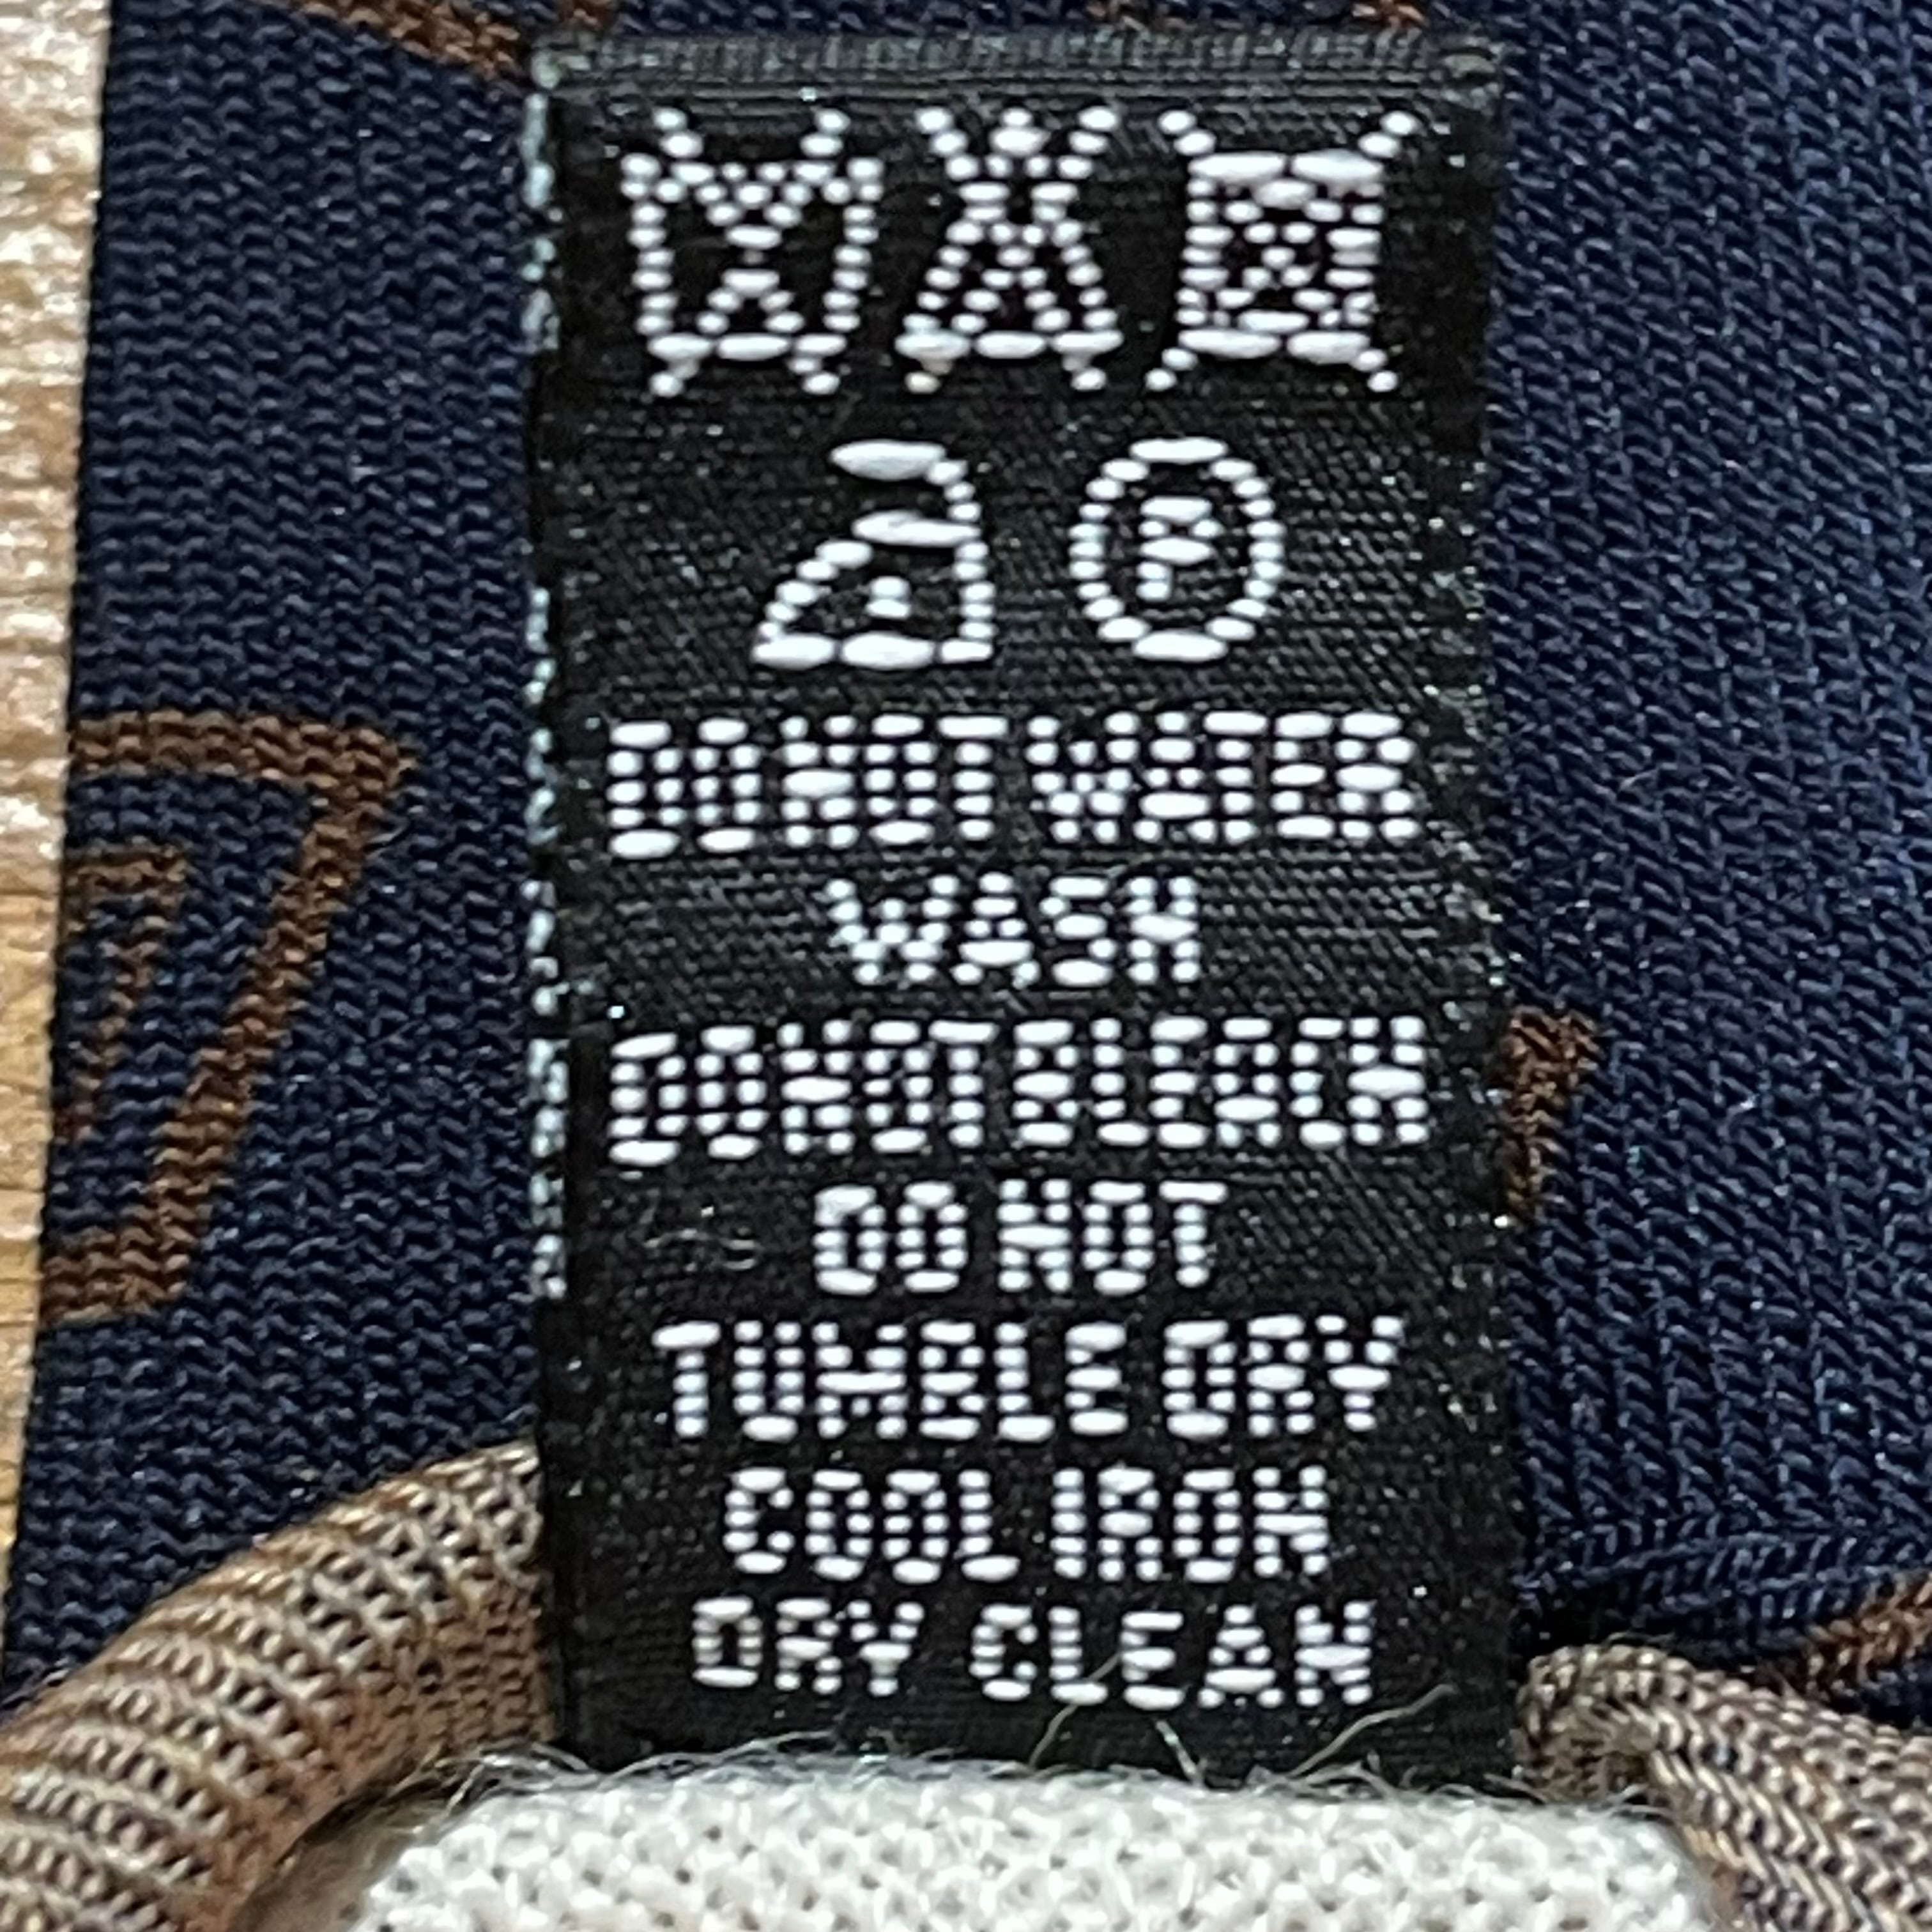 P
DO NOT WATER
WASH
DO NOT BLEACH
DO NOT
TUMBLE DRY
COOL IRON
DRY CLEAN